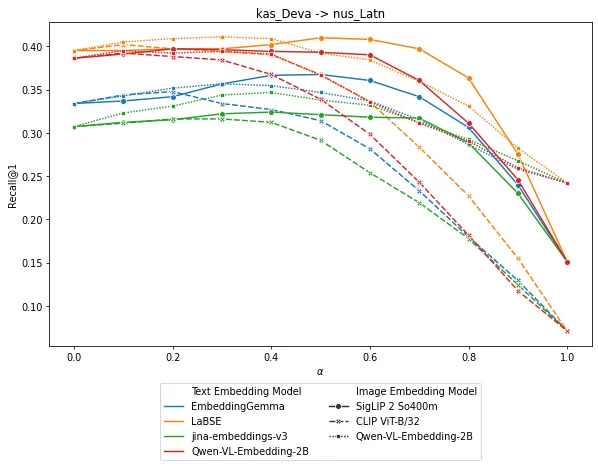 kas_Deva -> nus_Latn
Recall@1
0.40
0.35
0.30
0.25
0.20
0.15
0.10
0.0 0.2 0.4 0.6 0.8 1.0
α
Text Embedding Model
EmbeddingGemma
LaBSE
jina-embeddings-v3
Qwen-VL-Embedding-2B
Image Embedding Model
SigLIP 2 So400m
CLIP ViT-B/32
Qwen-VL-Embedding-2B